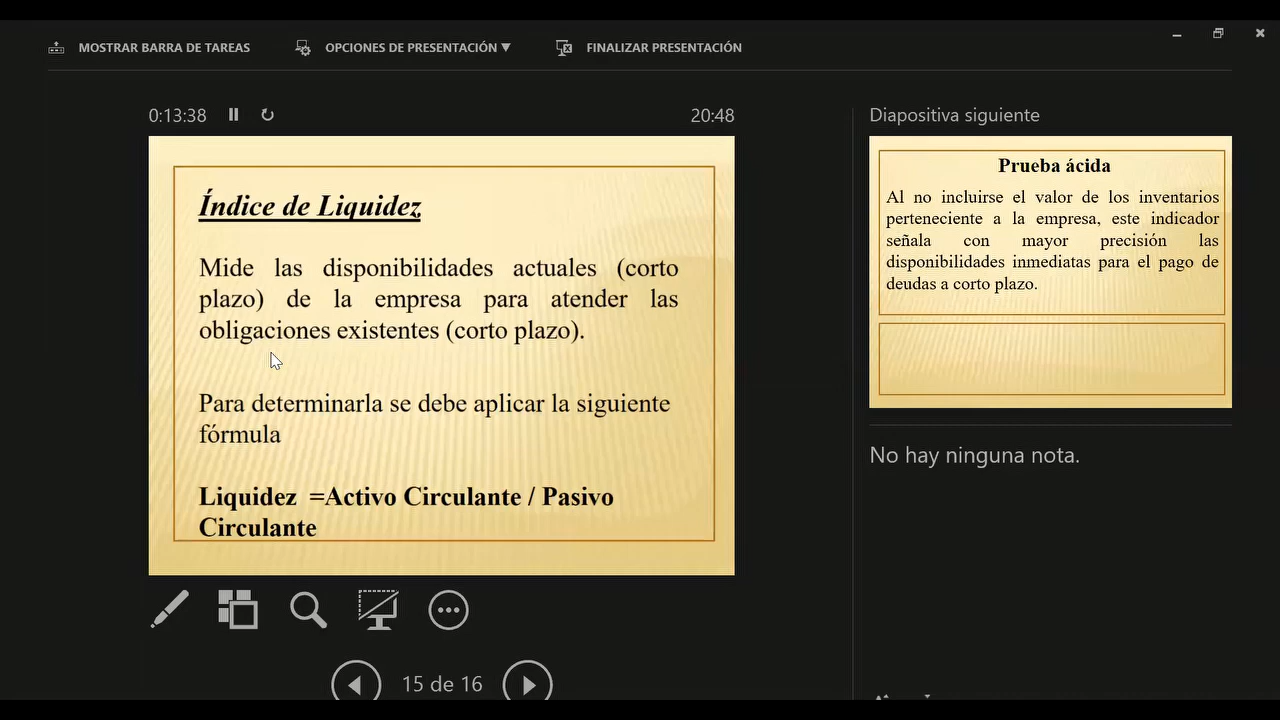 MOSTRAR BARRA DE TAREAS
OPCIONES DE PRESENTACIÓN ▼
FINALIZAR PRESENTACIÓN
0:13:38
20:48
Índice de Liquidez
Mide las disponibilidades actuales (corto
plazo) de la empresa para atender las
obligaciones existentes (corto plazo).
Para determinarla se debe aplicar la siguiente
fórmula
Liquidez =Activo Circulante / Pasivo
Circulante
15 de 16
Diapositiva siguiente
Prueba ácida
Al no incluirse el valor de los inventarios
perteneciente a la empresa, este indicador
señala con mayor precisión las
disponibilidades inmediatas para el pago de
deudas a corto plazo.
No hay ninguna nota.